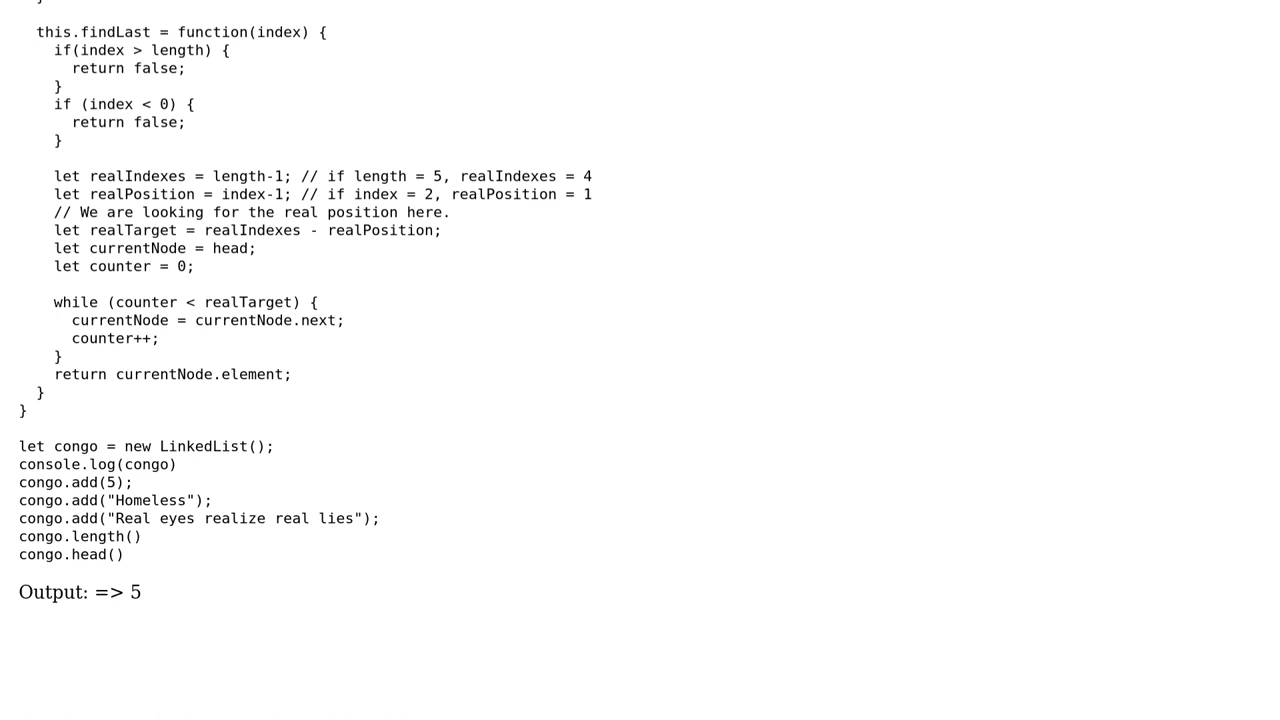 }
this.findLast = function(index) {
if(index > length) {
return false;
}
if (index < 0) {
return false;
}
let realIndexes = length-1; // if length = 5, realIndexes = 4
let realPosition = index-1; // if index = 2, realPosition = 1
// We are looking for the real position here.
let realTarget = realIndexes - realPosition;
let currentNode = head;
let counter = 0;
while (counter < realTarget) {
currentNode = currentNode.next;
counter++;
}
return currentNode.element;
}
}
let congo = new LinkedList();
console.log(congo)
congo.add(5);
congo.add("Homeless");
congo.add("Real eyes realize real lies");
congo.length()
congo.head()
Output: => 5